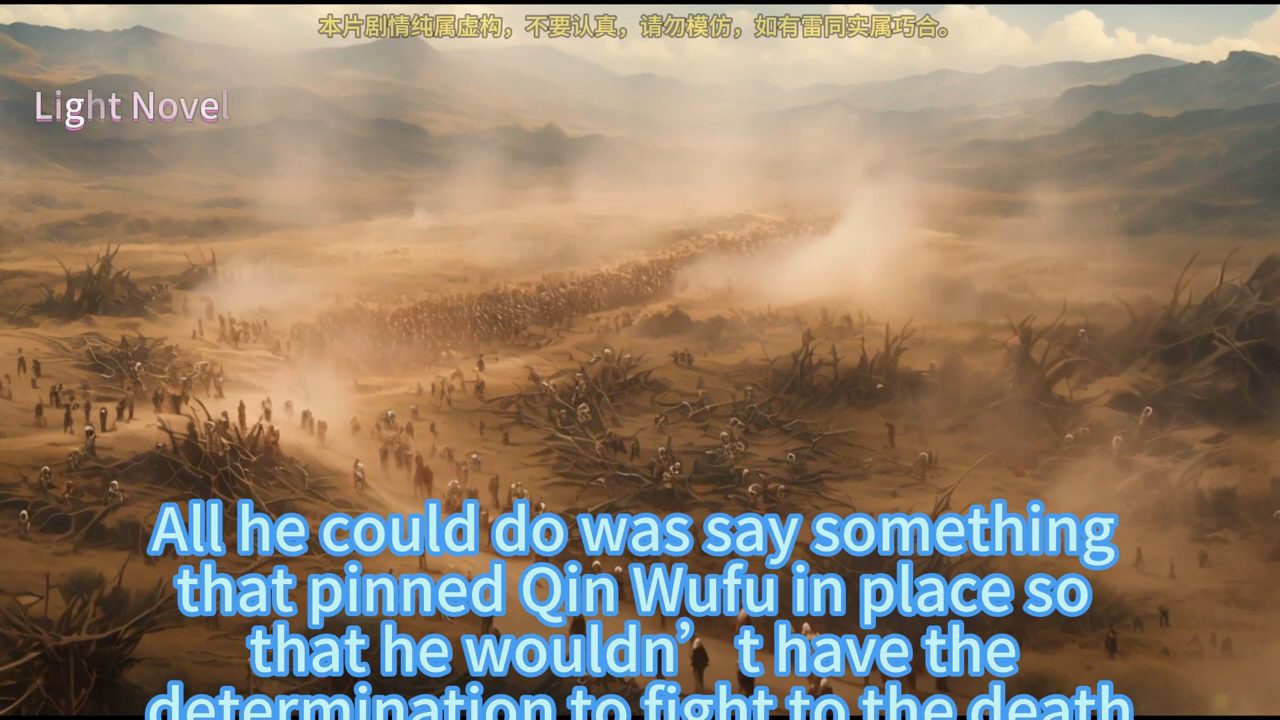 本片剧情纯属虚构，不要认真，请勿模仿，如有雷同实属巧合。
Light Novel
All he could do was say something
that pinned Qin Wufu in place so
that he wouldn’t have the
determination to fight to the death